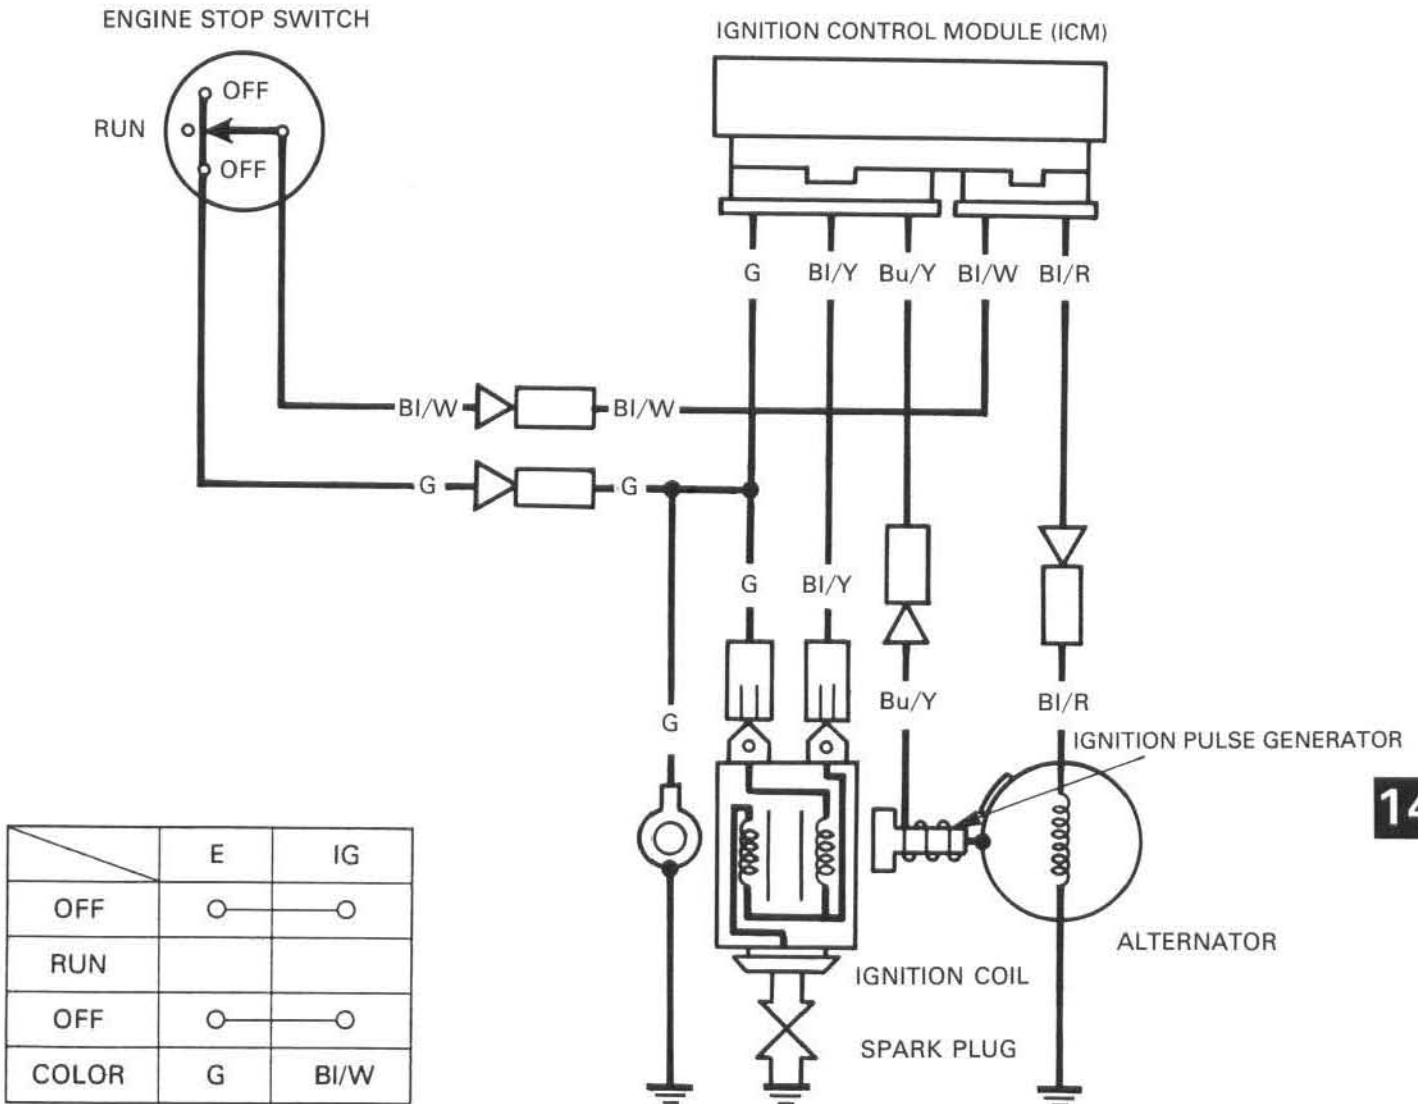 ENGINE STOP SWITCH
IGNITION CONTROL MODULE (ICM)
OFF
RUN
OFF
G
Bl/Y
Bu/Y
Bl/W
Bl/R
Bl/W
Bl/W
G
G
G
Bl/Y
Bu/Y
Bl/R
G
IGNITION PULSE GENERATOR
14
E IG
OFF
RUN
OFF
COLOR G Bl/W
ALTERNATOR
IGNITION COIL
SPARK PLUG